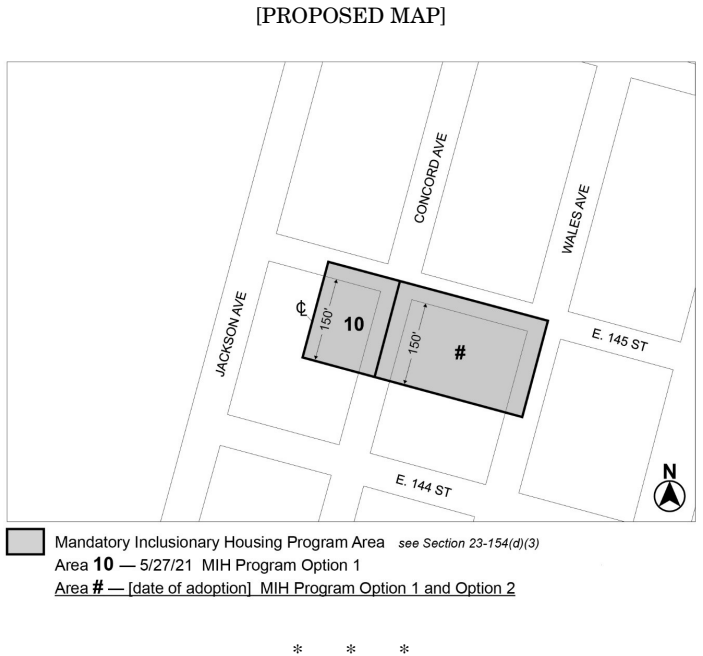 [PROPOSED MAP]
CONCORD AVE
WALES AVE
JACKSON AVE
℄
150'
10
150'
#
E. 145 ST
E. 144 ST
N
Mandatory Inclusionary Housing Program Area see Section 23-154(d)(3)
Area 10 — 5/27/21 MIH Program Option 1
Area # — [date of adoption] MIH Program Option 1 and Option 2
* * *